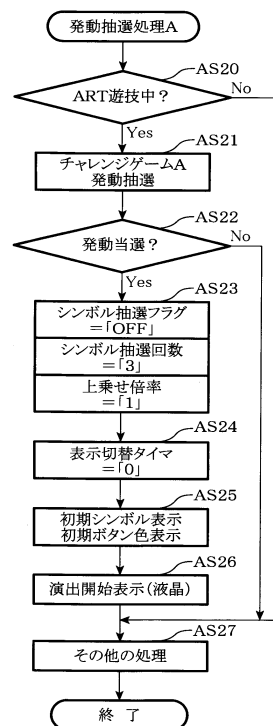 発動抽選処理A
AS20
ART遊技中？
No
Yes
AS21
チャレンジゲームA
発動抽選
AS22
発動当選？
No
Yes
AS23
シンボル抽選フラグ
=「OFF」
シンボル抽選回数
=「3」
上乗せ倍率
=「1」
AS24
表示切替タイマ
=「0」
AS25
初期シンボル表示
初期ボタン色表示
AS26
演出開始表示(液晶)
AS27
その他の処理
終了